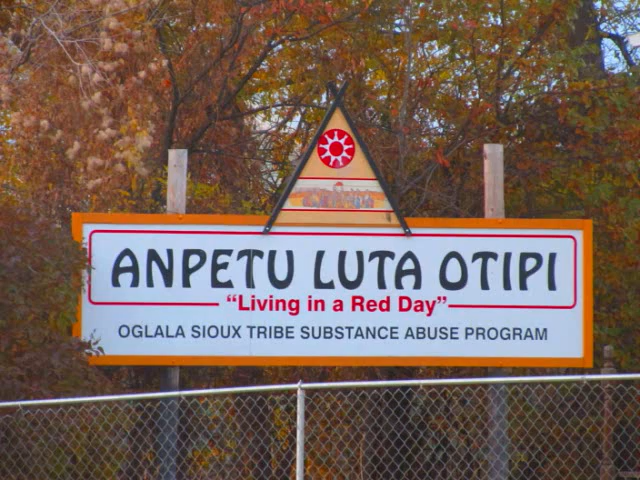 ANPETU LUTA OTIPI
“Living in a Red Day”
OGLALA SIOUX TRIBE SUBSTANCE ABUSE PROGRAM